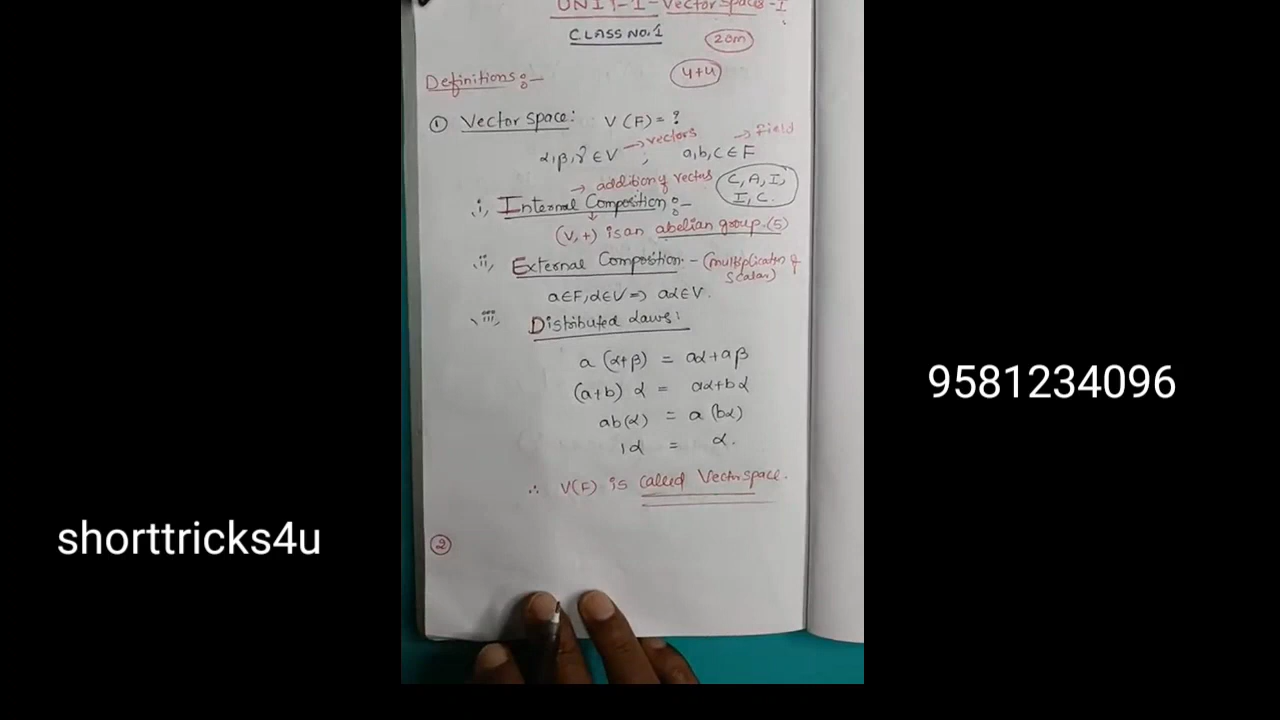 UNIT-I-Vector Spaces-I
CLASS NO.1
20m
4+4
Definitions:-
① Vector space: V(F)=?
α,β,γ∈V →vectors ; a,b,c∈F →Field
→ addition of vectors
C, A, I,
I, C.
i, Internal Composition:-
(V,+) is an abelian group.(5)
ii, External Composition - (multiplication of
scalar)
a∈F,α∈V⇒ aα∈V.
iii, Distributed Laws:
a (α+β) = aα+aβ
(a+b) α = aα+bα
ab(α) = a (bα)
1α = α.
∴ V(F) is called Vectorspace.
②
9581234096
shorttricks4u